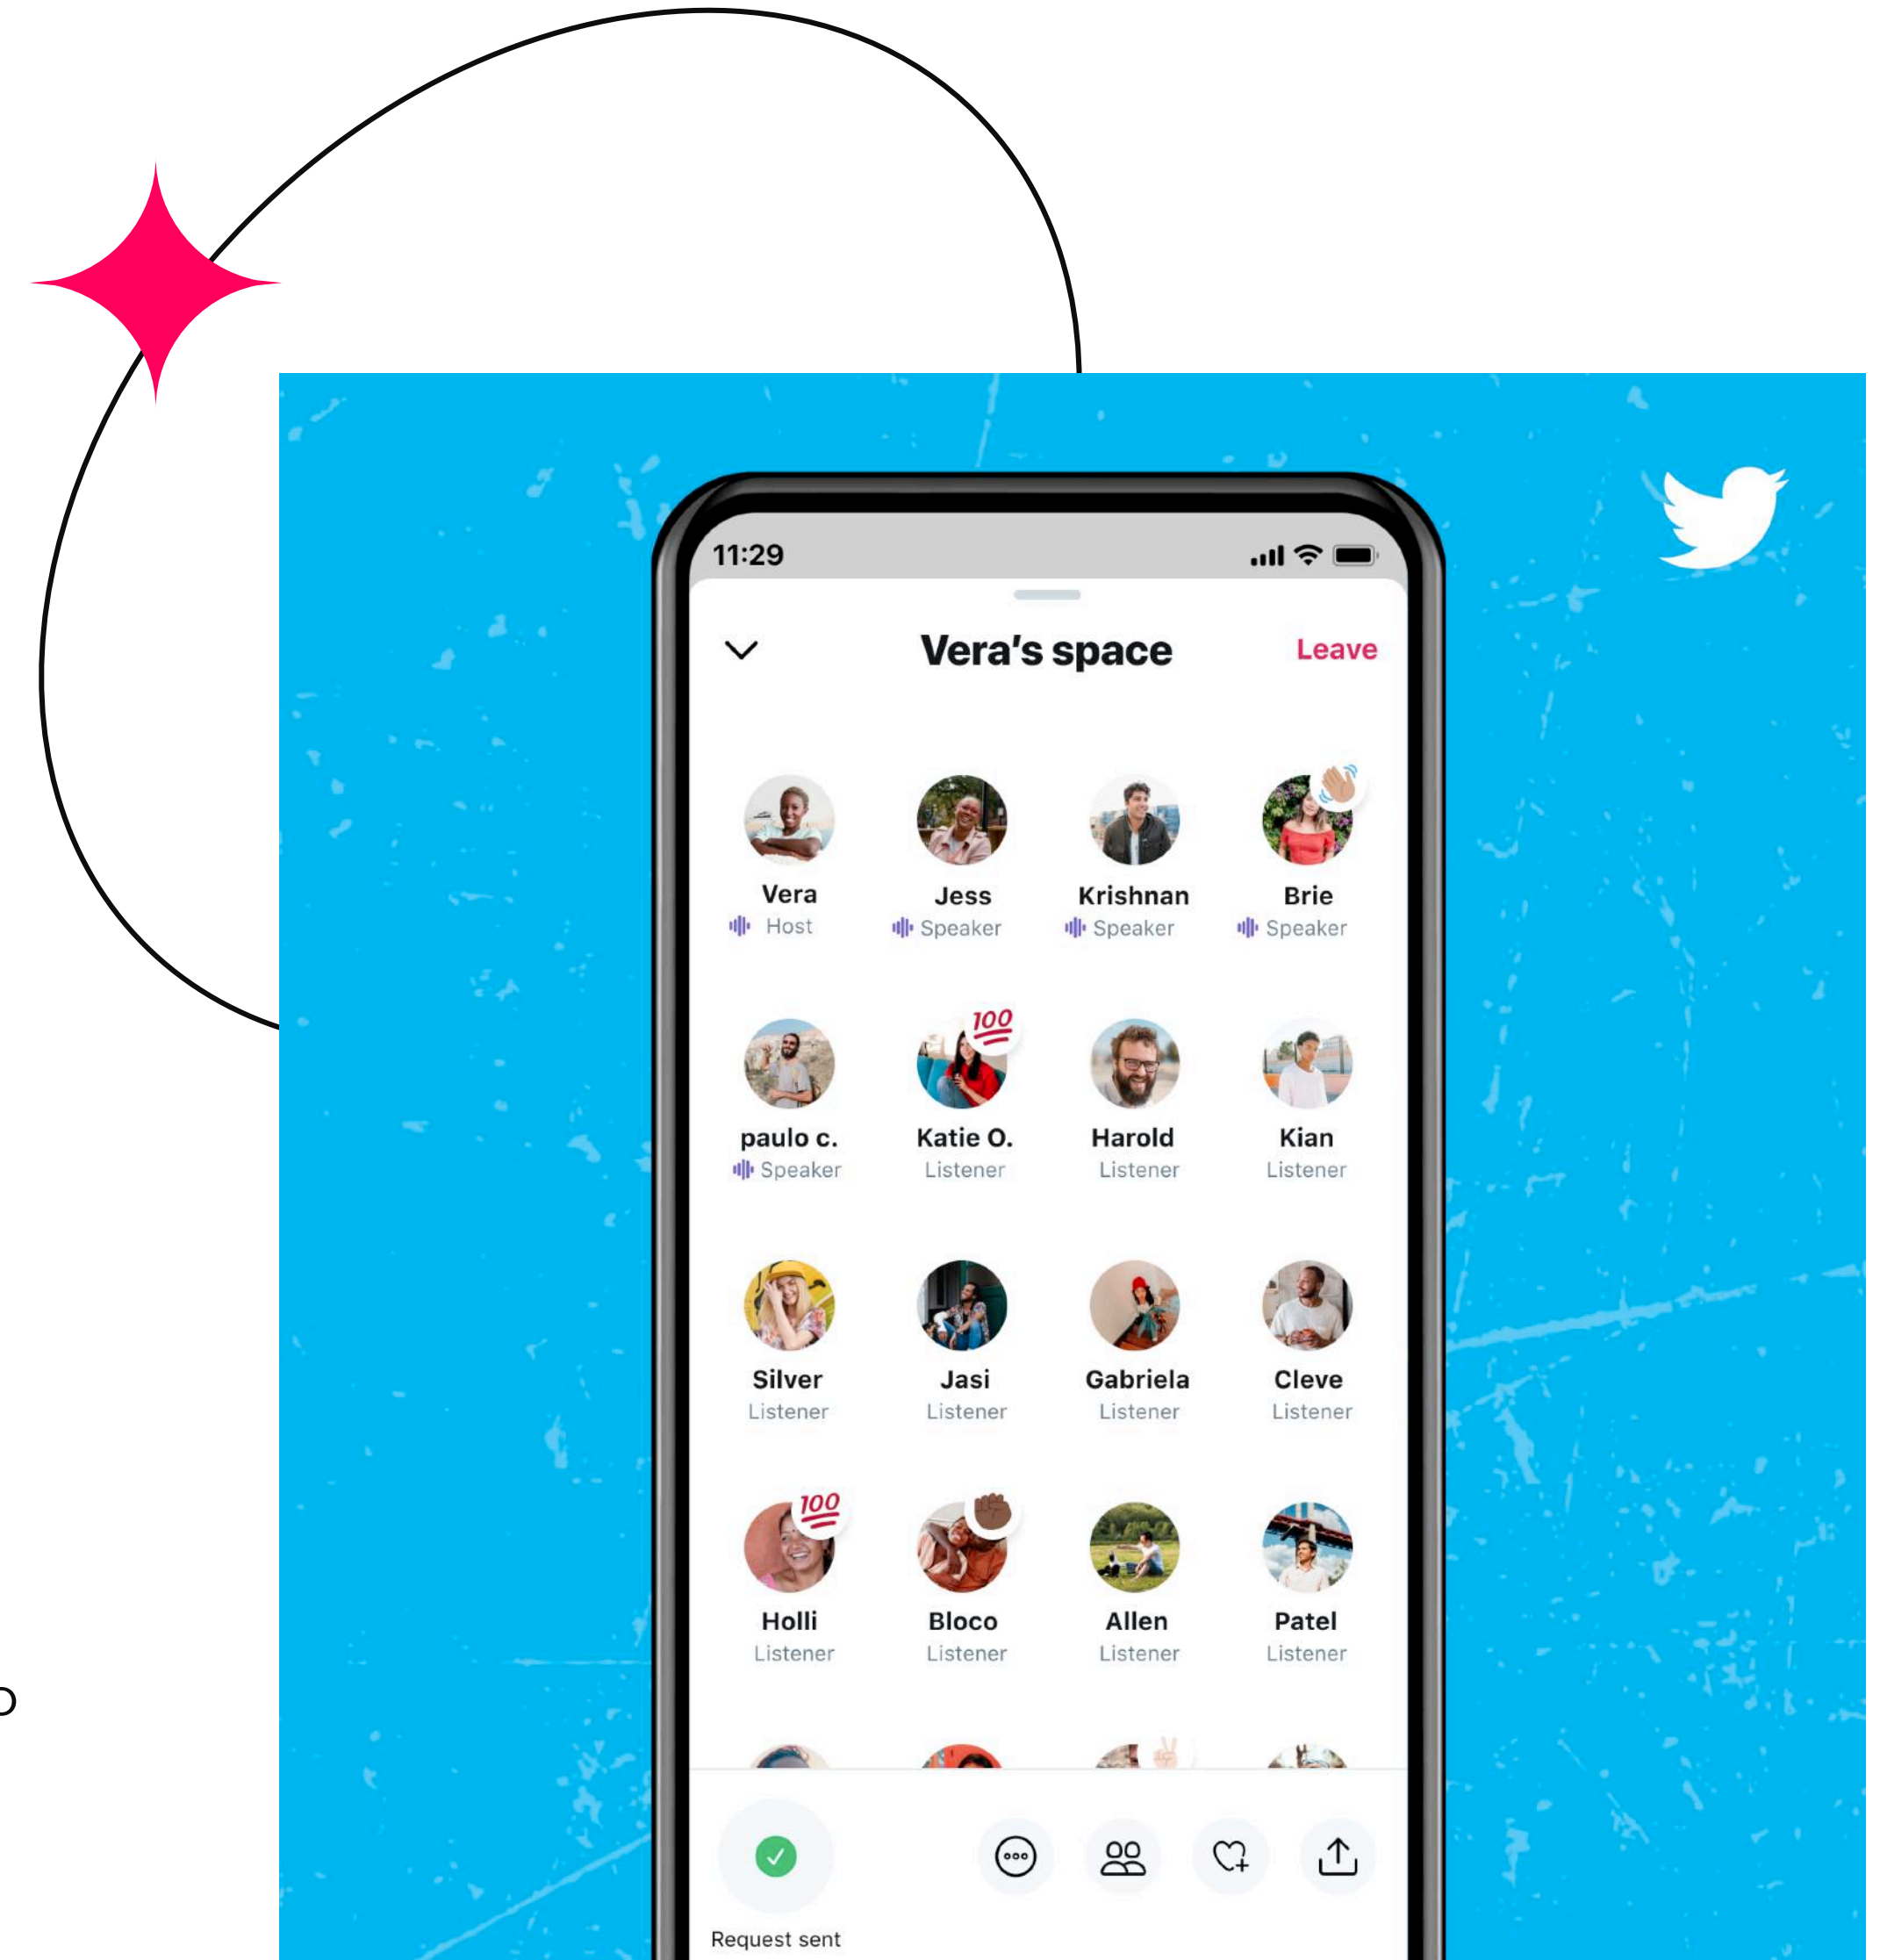 11:29
Vera's space Leave
Vera Jess Krishnan Brie
Host Speaker Speaker Speaker
100
paulo c. Katie O. Harold Kian
Speaker Listener Listener Listener
Silver Jasi Gabriela Cleve
Listener Listener Listener Listener
100
Holli Bloco Allen Patel
Listener Listener Listener Listener
Request sent